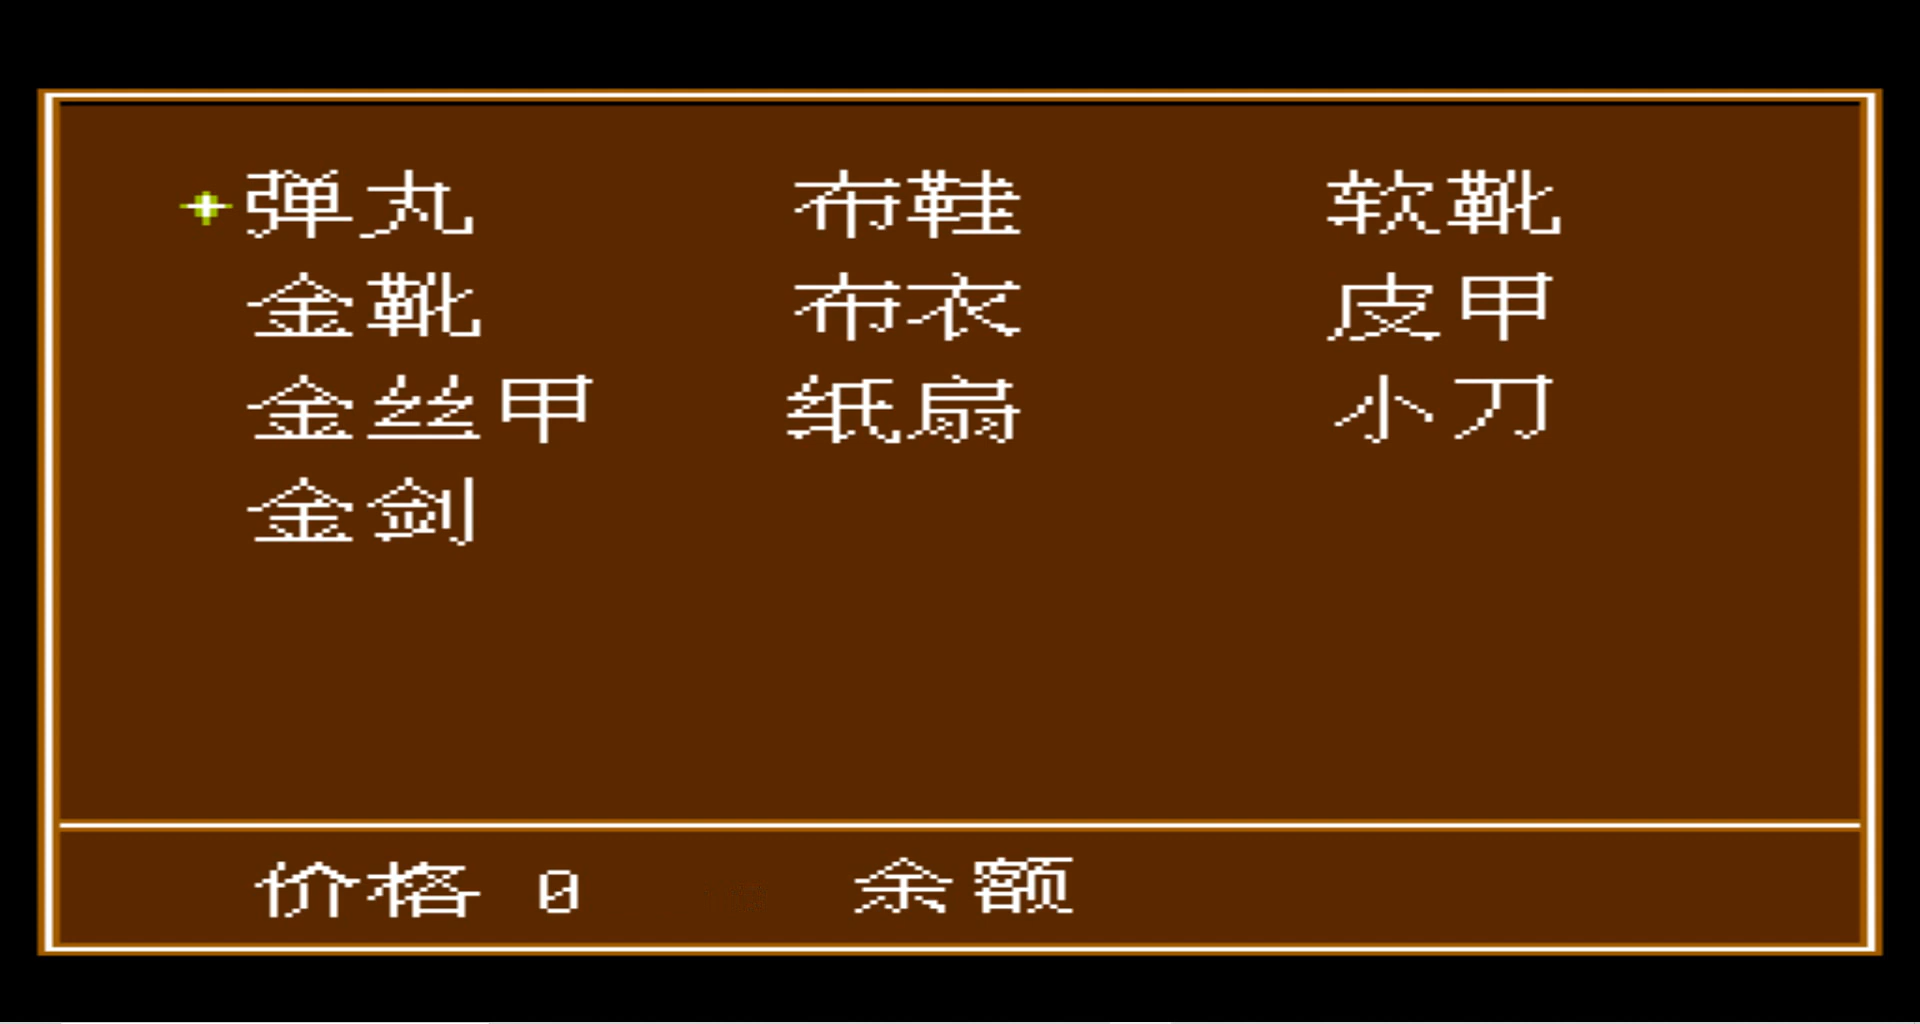 弹丸 布鞋 软靴
金靴 布衣 皮甲
金丝甲 纸扇 小刀
金剑
价格 0 余额